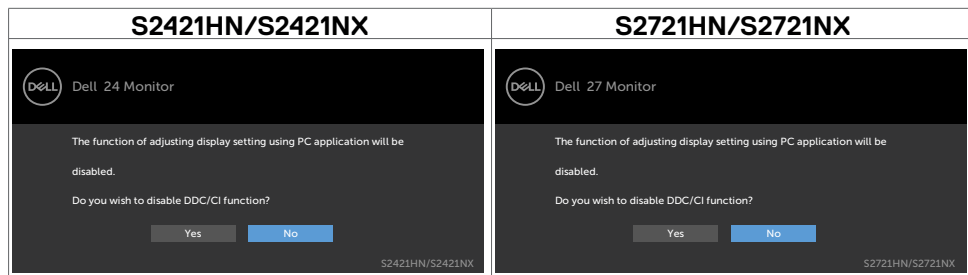 S2421HN/S2421NX
S2721HN/S2721NX
DELL
Dell 24 Monitor
The function of adjusting display setting using PC application will be
disabled.
Do you wish to disable DDC/CI function?
Yes
No
S2421HN/S2421NX
DELL
Dell 27 Monitor
The function of adjusting display setting using PC application will be
disabled.
Do you wish to disable DDC/CI function?
Yes
No
S2721HN/S2721NX